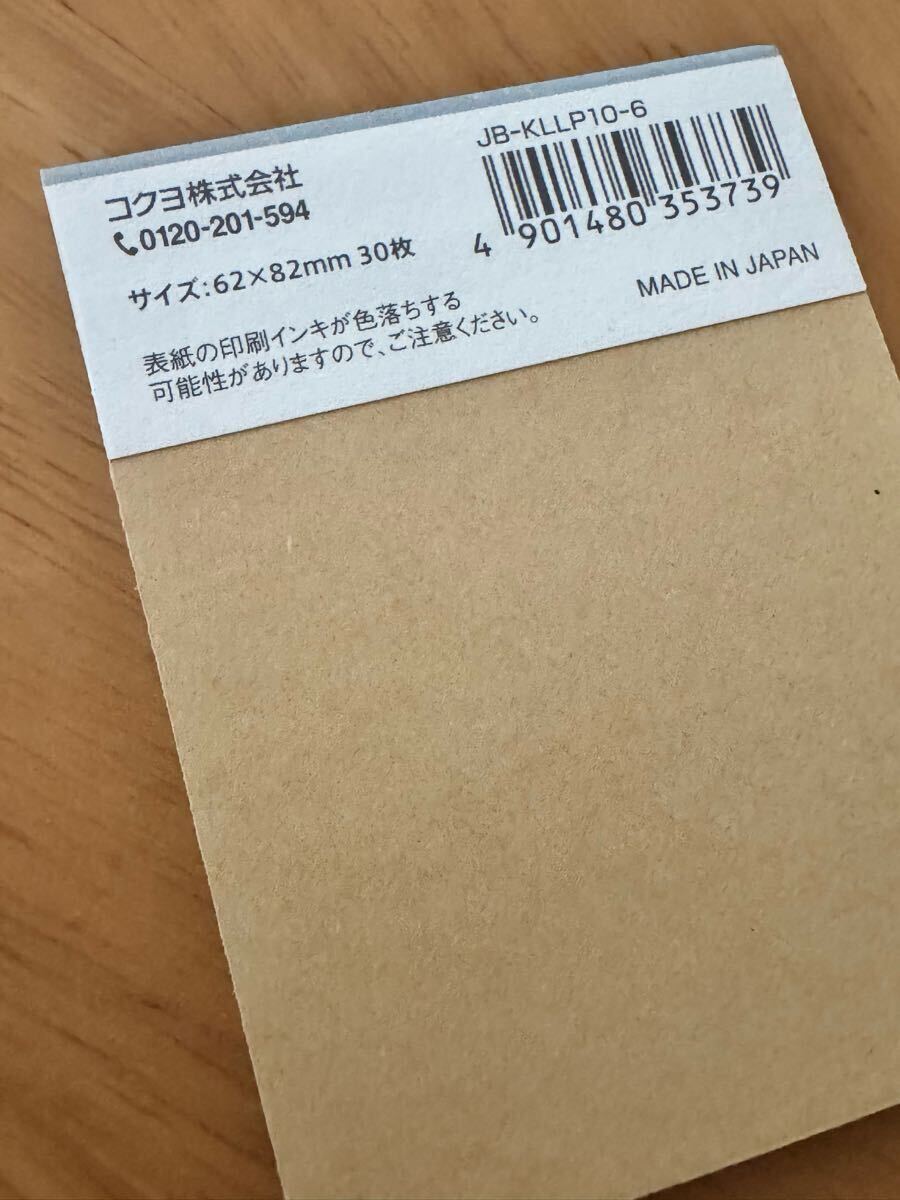 コクヨ株式会社
0120-201-594
サイズ:62×82mm 30枚
表紙の印刷インキが色落ちする
可能性がありますので、ご注意ください。
JB-KLLP10-6
4 901480 353739
MADE IN JAPAN